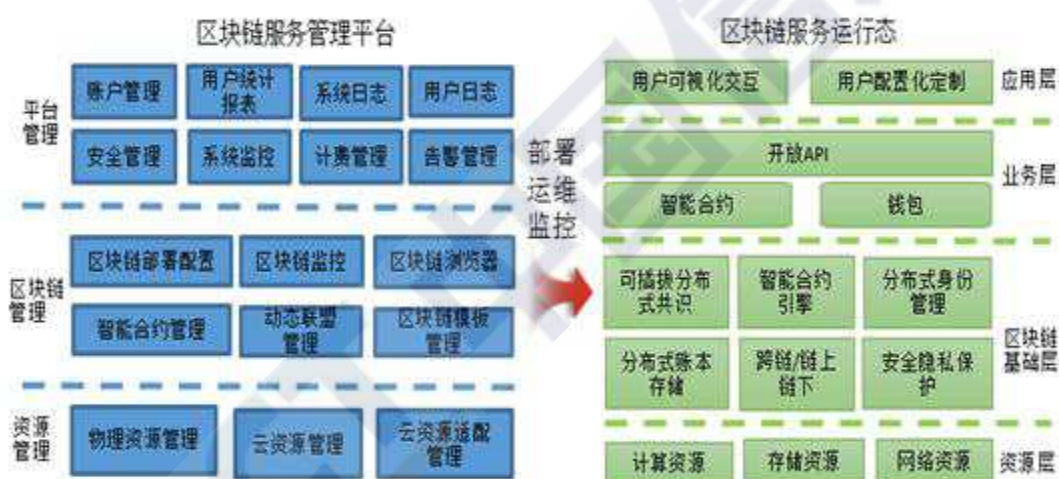 区块链服务管理平台
平台
管理
账户管理
用户统计
报表
系统日志
用户日志
安全管理
系统监控
计费管理
告警管理
区块链
管理
区块链部署配置
区块链监控
区块链浏览器
智能合约管理
动态联盟
管理
区块链模板
管理
资源
管理
物理资源管理
云资源管理
云资源适配
管理
部署
运维
监控
区块链服务运行态
用户可视化交互
用户配置化定制
应用层
开放API
智能合约
钱包
业务层
可插拔分布
式共识
智能合约
引擎
分布式身份
管理
分布式账本
存储
跨链/链上
链下
安全隐私保
护
区块链
基础层
计算资源
存储资源
网络资源
资源层